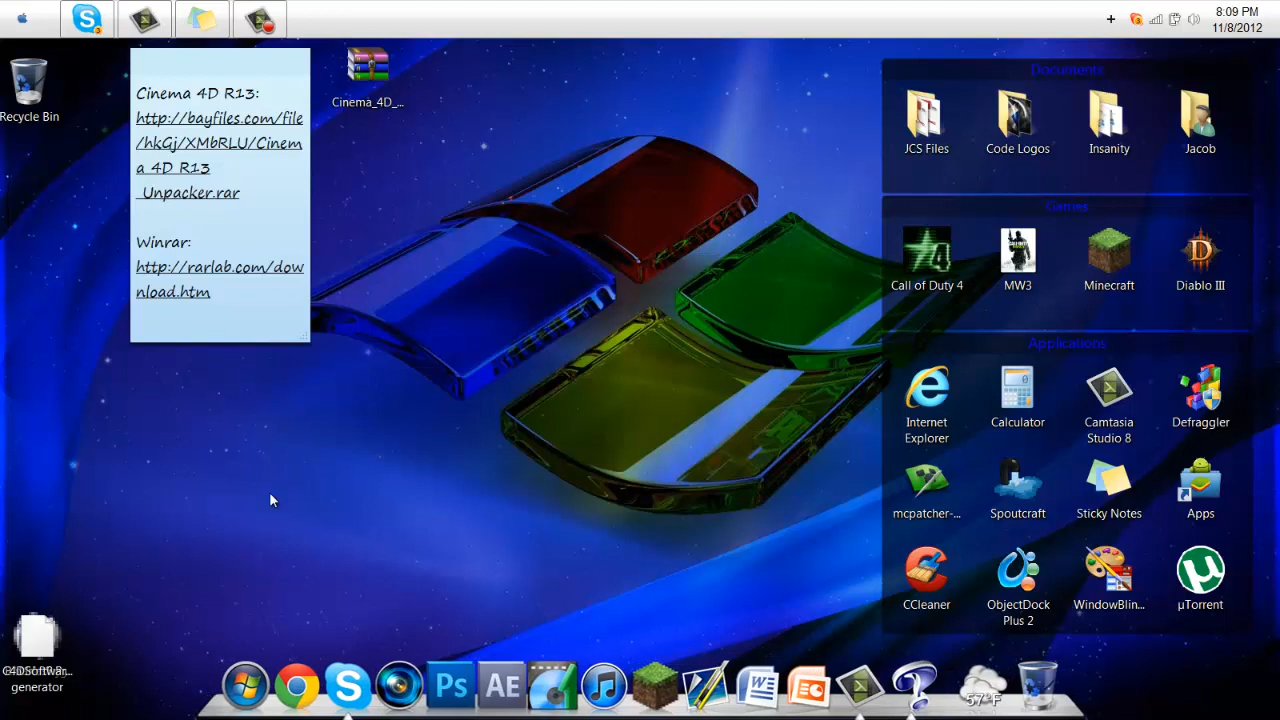 8:09 PM
11/8/2012
Recycle Bin
Cinema 4D R13:
http://bayfiles.com/file
/hkGj/XMbRLU/Cinem
a 4D R13
_Unpacker.rar
Winrar:
http://rarlab.com/dow
nload.htm
Cinema_4D_...
Documents
JCS Files
Code Logos
Insanity
Jacob
Games
Call of Duty 4
MW3
Minecraft
Diablo III
Applications
Internet
Explorer
Calculator
Camtasia
Studio 8
Defraggler
mcpatcher-...
Spoutcraft
Sticky Notes
Apps
CCleaner
ObjectDock
Plus 2
WindowBlin...
µTorrent
generator
Ps
AE
57°F